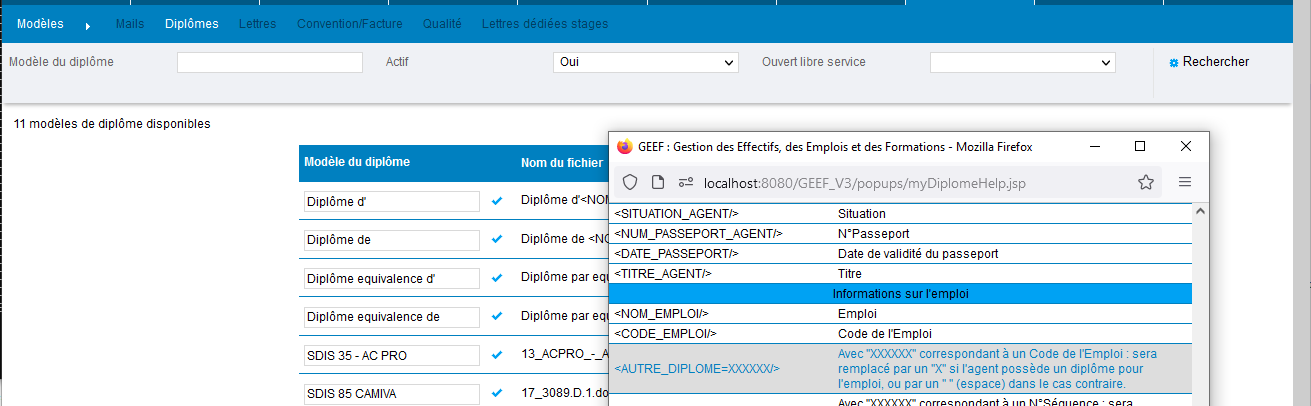 Modèles Mails Diplômes Lettres Convention/Facture Qualité Lettres dédiées stages
Modèle du diplôme Actif Oui Ouvert libre service Rechercher
11 modèles de diplôme disponibles
Modèle du diplôme Nom du fichier
Diplôme d' Diplôme d'<NOM
Diplôme de Diplôme de <NO
Diplôme equivalence d' Diplôme par equ
Diplôme equivalence de Diplôme par equ
SDIS 35 - AC PRO 13_ACPRO_-_A
SDIS 85 CAMIVA 17_3089.D.1.do
GEEF : Gestion des Effectifs, des Emplois et des Formations - Mozilla Firefox
localhost:8080/GEEF_V3/popups/myDiplomeHelp.jsp
<SITUATION_AGENT/> Situation
<NUM_PASSEPORT_AGENT/> N°Passeport
<DATE_PASSEPORT/> Date de validité du passeport
<TITRE_AGENT/> Titre
Informations sur l'emploi
<NOM_EMPLOI/> Emploi
<CODE_EMPLOI/> Code de l'Emploi
<AUTRE_DIPLOME=XXXXXX/> Avec "XXXXXX" correspondant à un Code de l'Emploi : sera
remplacé par un "X" si l'agent possède un diplôme pour
l'emploi, ou par un " " (espace) dans le cas contraire.
Avec "XXXXXX" correspondant à un N°Séquence : sera